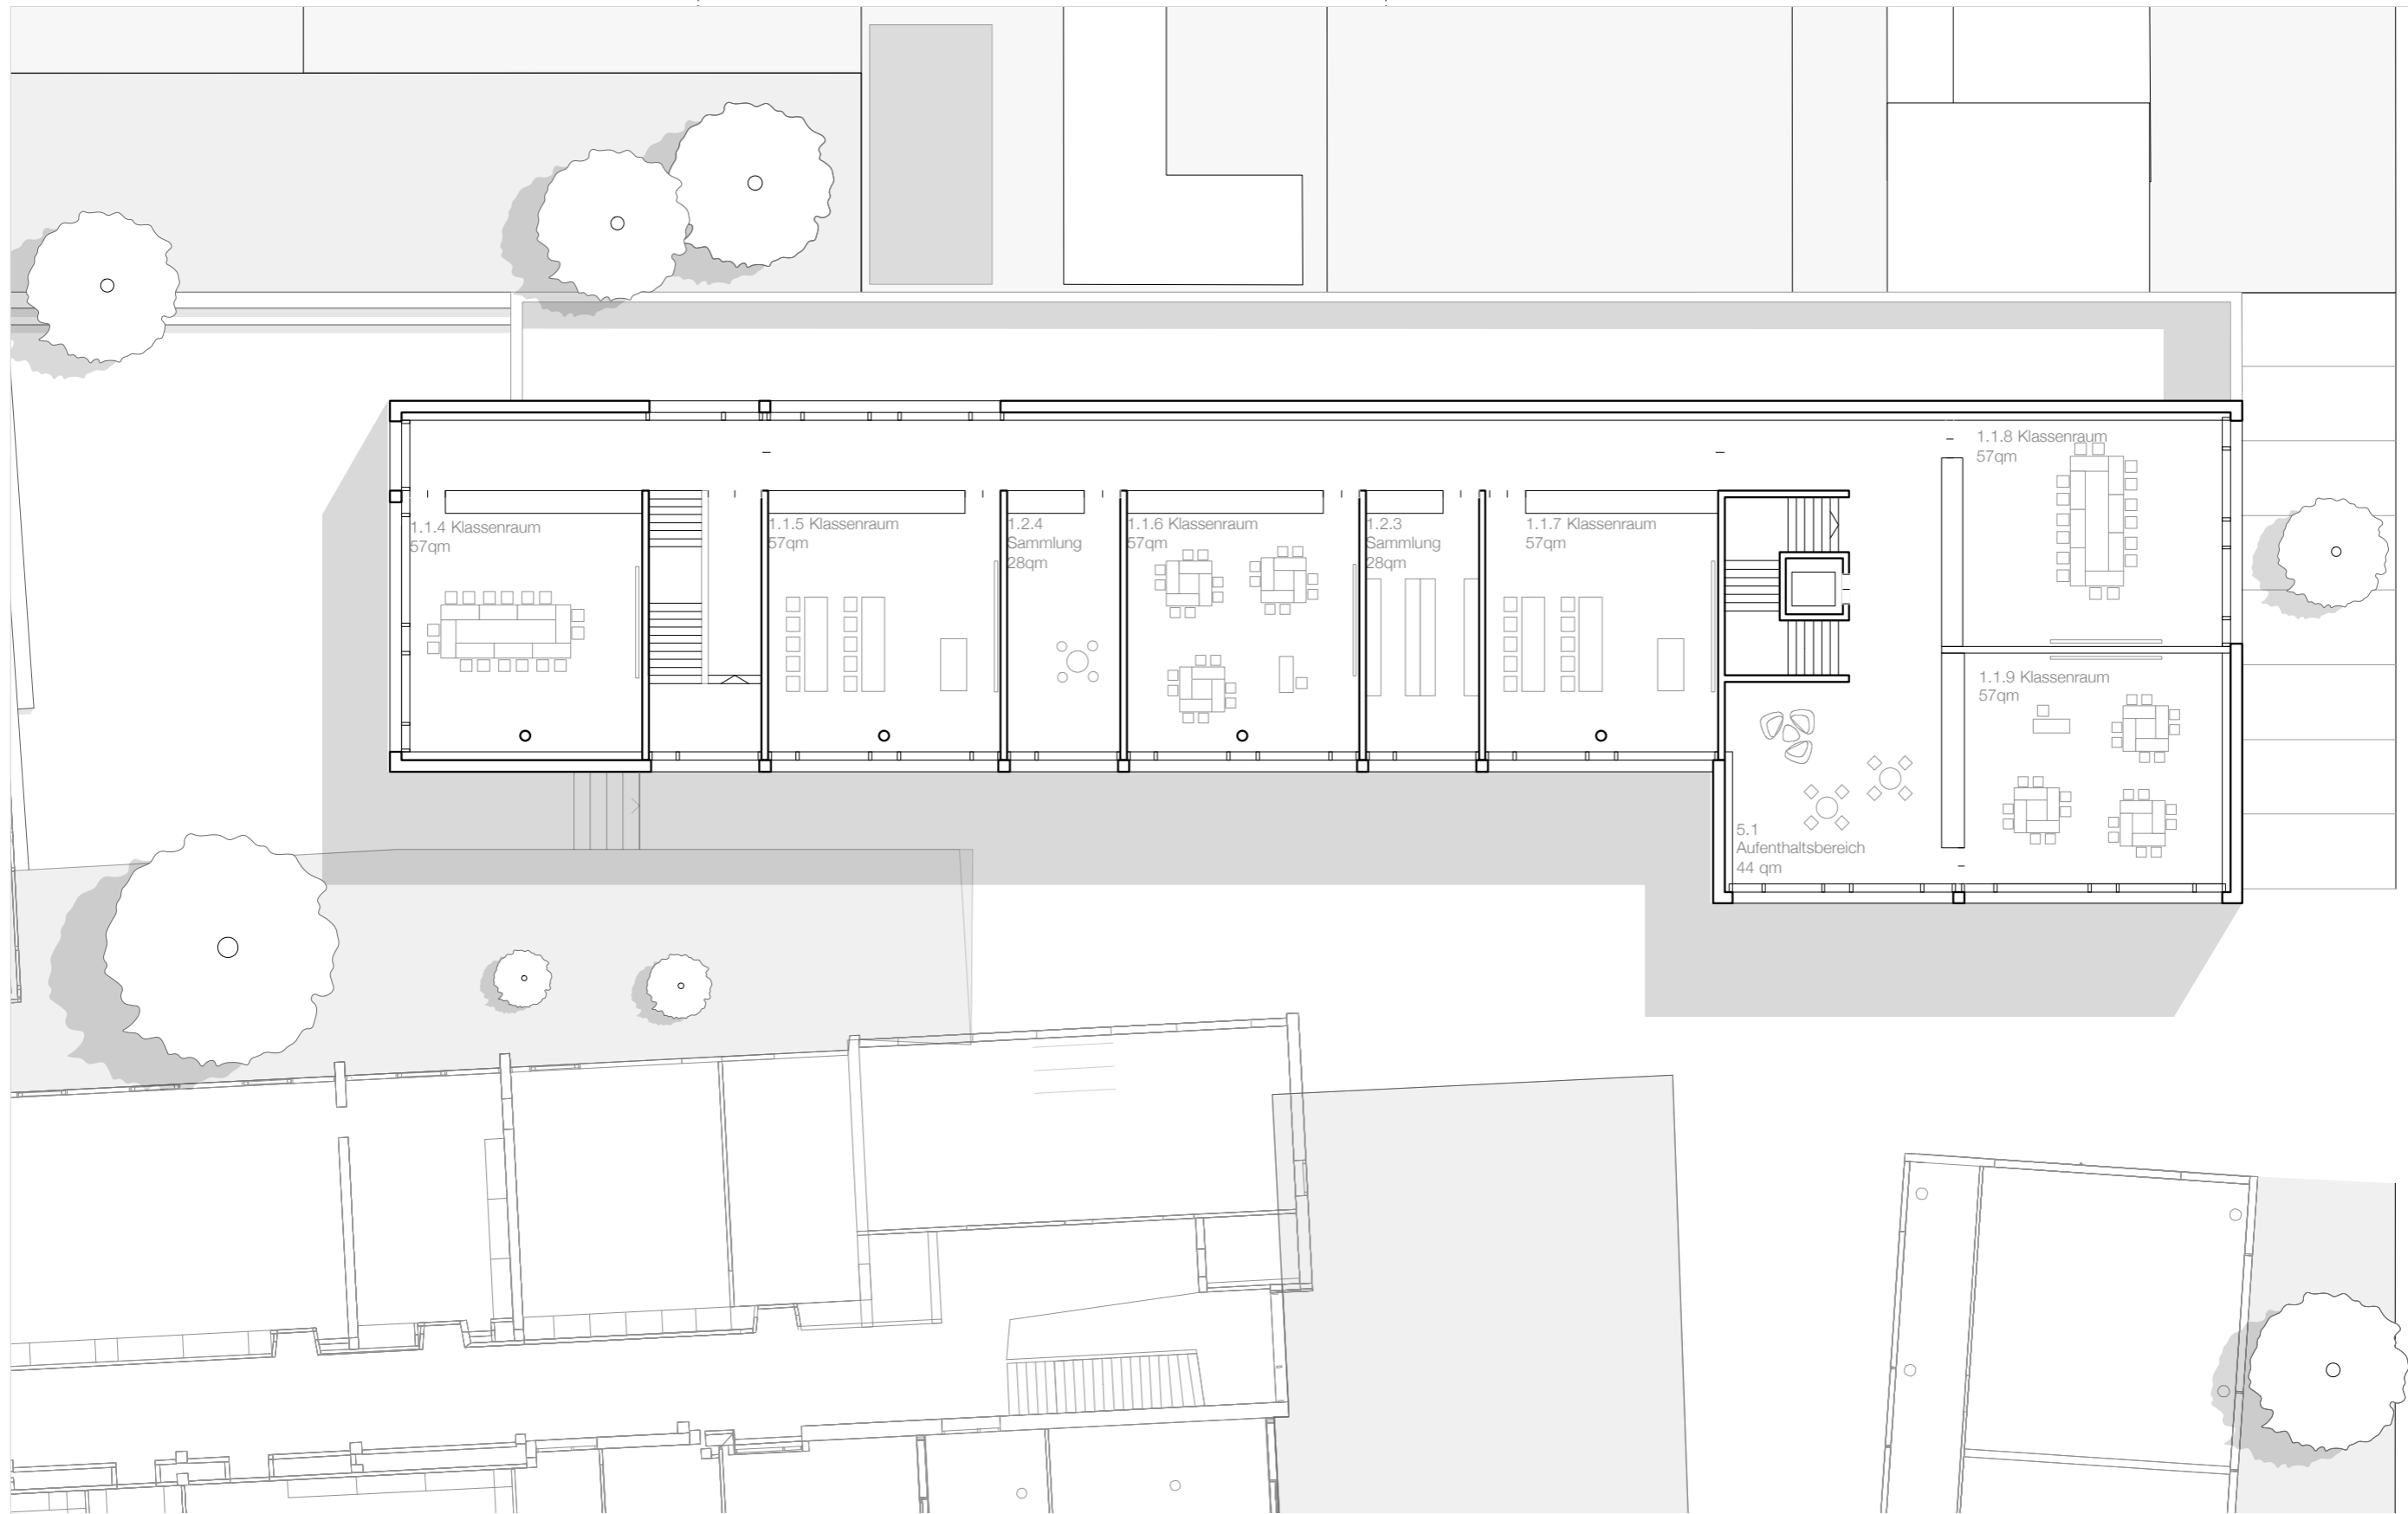 1.1.8 Klassenraum
57qm
1.1.4 Klassenraum
57qm
1.1.5 Klassenraum
57qm
1.2.4
Sammlung
28qm
1.1.6 Klassenraum
57qm
1.2.3
Sammlung
28qm
1.1.7 Klassenraum
57qm
1.1.9 Klassenraum
57qm
5.1
Aufenthaltsbereich
44 qm